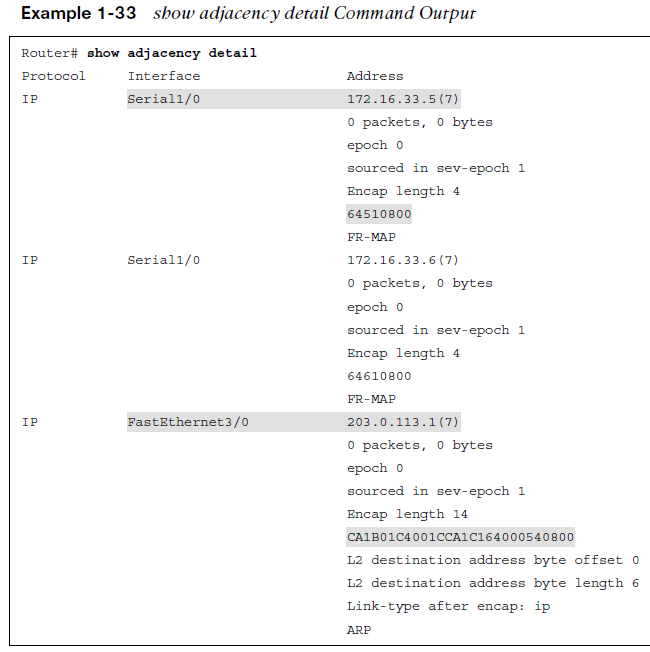 Example 1-33 show adjacency detail Command Output
Router# show adjacency detail
Protocol Interface Address
IP Serial1/0 172.16.33.5(7)
0 packets, 0 bytes
epoch 0
sourced in sev-epoch 1
Encap length 4
64510800
FR-MAP
IP Serial1/0 172.16.33.6(7)
0 packets, 0 bytes
epoch 0
sourced in sev-epoch 1
Encap length 4
64610800
FR-MAP
IP FastEthernet3/0 203.0.113.1(7)
0 packets, 0 bytes
epoch 0
sourced in sev-epoch 1
Encap length 14
CA1B01C4001CCA1C164000540800
L2 destination address byte offset 0
L2 destination address byte length 6
Link-type after encap: ip
ARP